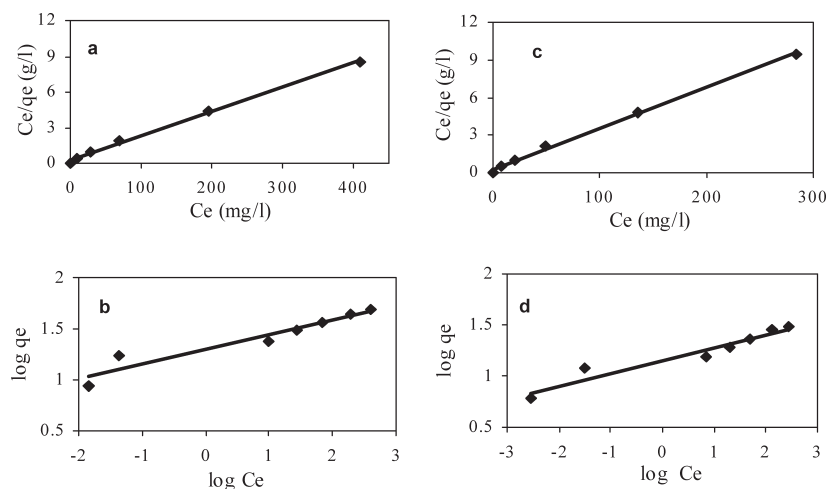 12
9
6
3
0
Ce/qe (g/l)
a
0 100 200 300 400
Ce (mg/l)
12
9
6
3
0
Ce/qe (g/l)
c
0 100 200 300
Ce (mg/l)
2
1.5
1
0.5
log qe
b
-2 -1 0 1 2 3
log Ce
2
1.5
1
0.5
log qe
d
-3 -2 -1 0 1 2 3
log Ce